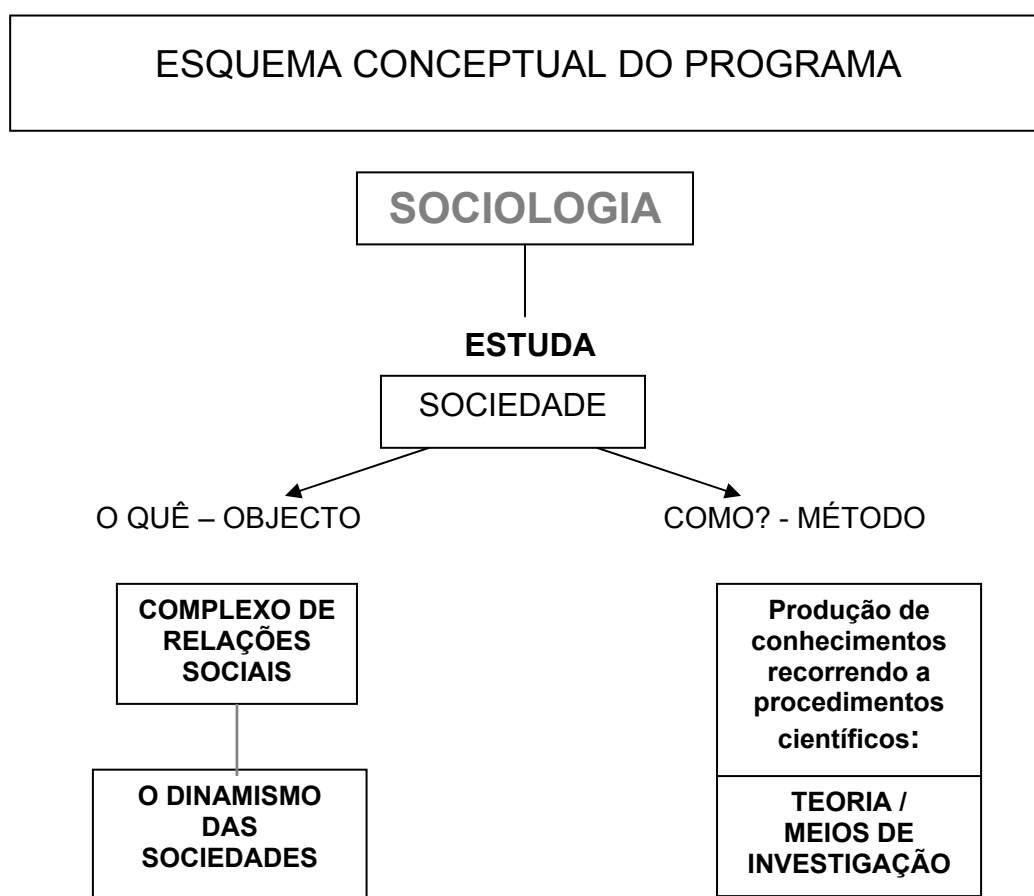 ESQUEMA CONCEPTUAL DO PROGRAMA
SOCIOLOGIA
ESTUDA
SOCIEDADE
O QUÊ – OBJECTO
COMO? - MÉTODO
COMPLEXO DE
RELAÇÕES
SOCIAIS
O DINAMISMO
DAS
SOCIEDADES
Produção de
conhecimentos
recorrendo a
procedimentos
científicos:
TEORIA /
MEIOS DE
INVESTIGAÇÃO